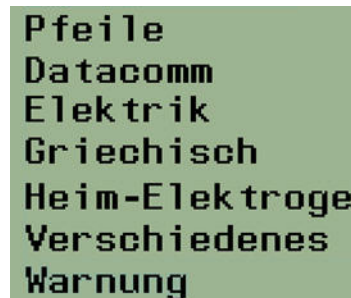 Pfeile
Datacomm
Elektrik
Griechisch
Heim-Elektroge
Verschiedenes
Warnung